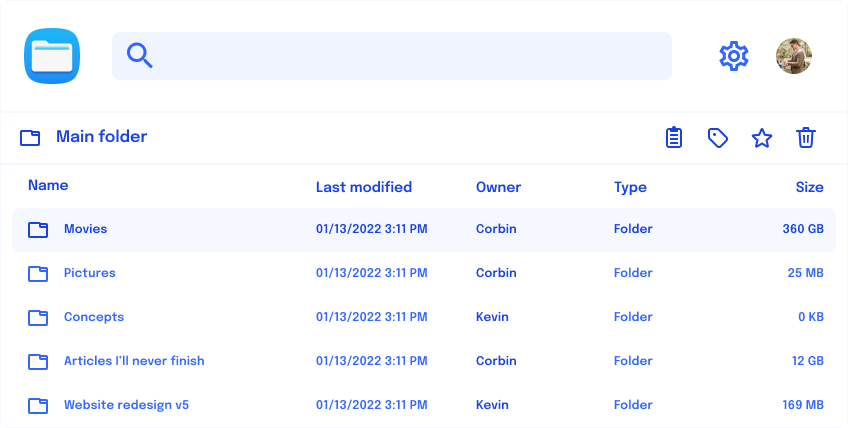 Main folder
Name Last modified Owner Type Size
Movies 01/13/2022 3:11 PM Corbin Folder 360 GB
Pictures 01/13/2022 3:11 PM Corbin Folder 25 MB
Concepts 01/13/2022 3:11 PM Kevin Folder 0 KB
Articles I’ll never finish 01/13/2022 3:11 PM Corbin Folder 12 GB
Website redesign v5 01/13/2022 3:11 PM Kevin Folder 169 MB